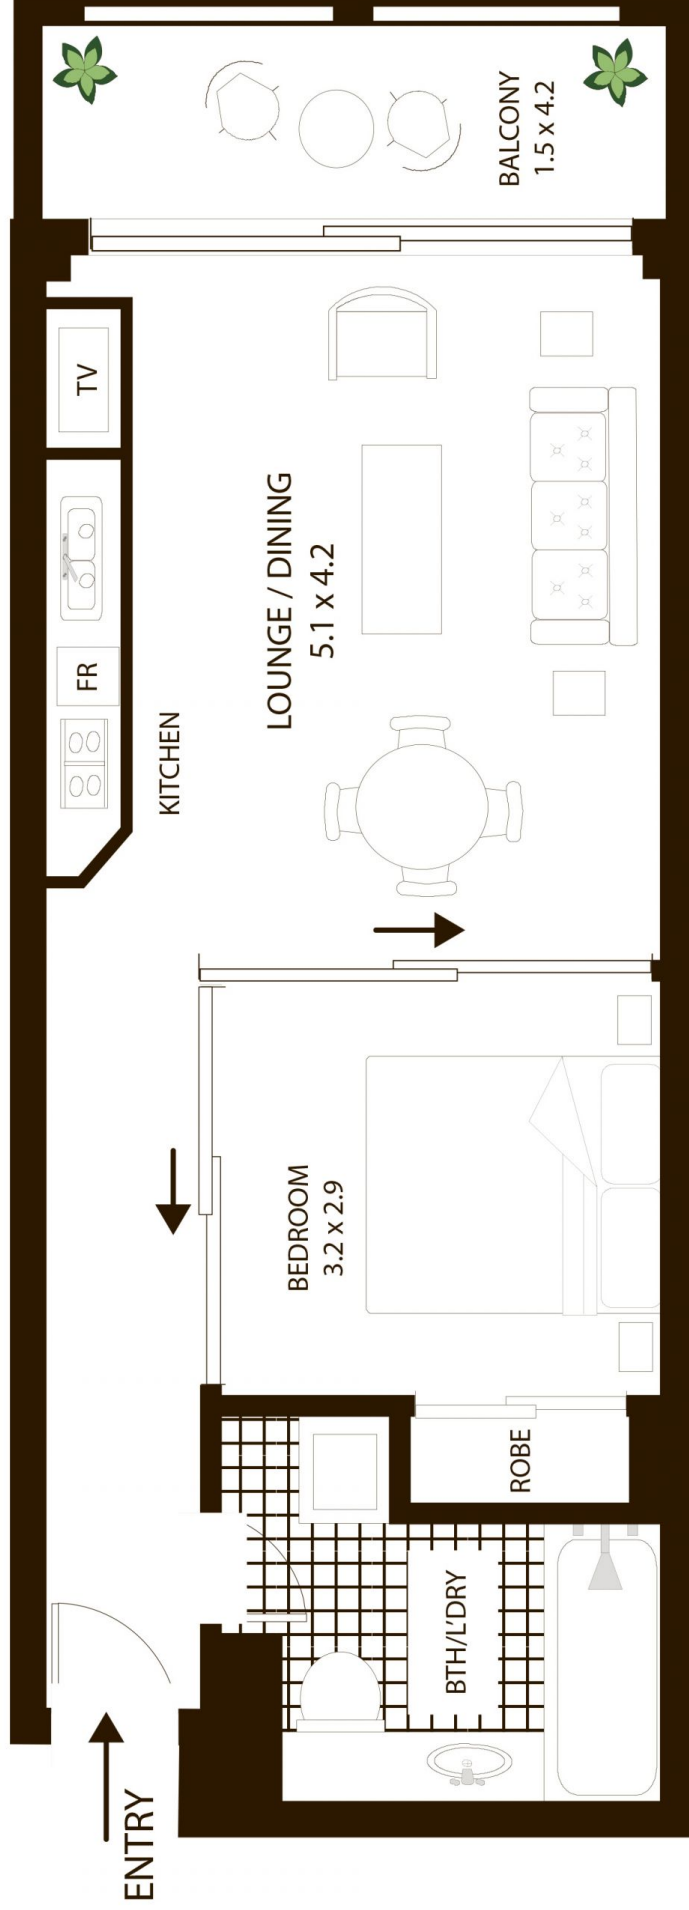 BALCONY
1.5 x 4.2
TV
LOUNGE / DINING
5.1 x 4.2
FR
KITCHEN
BEDROOM
3.2 x 2.9
ROBE
BTH/L'DRY
ENTRY